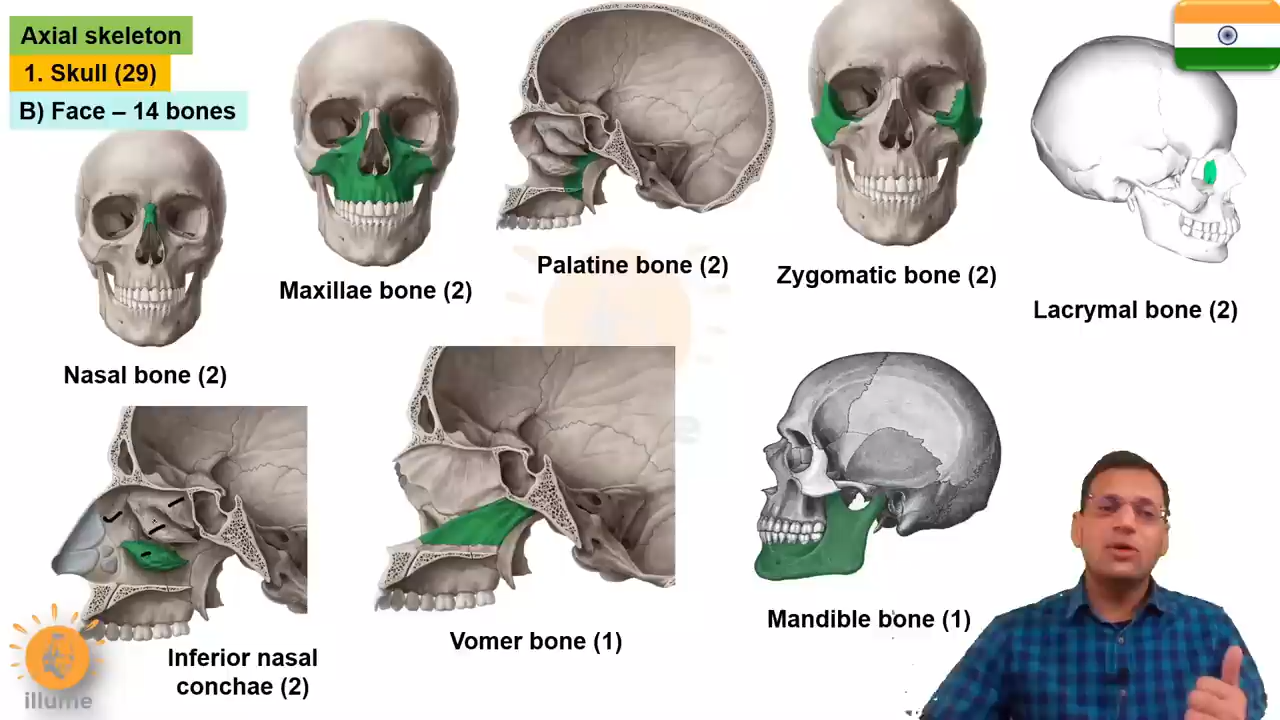 Axial skeleton
1. Skull (29)
B) Face – 14 bones
Nasal bone (2)
Maxillae bone (2)
Palatine bone (2)
Zygomatic bone (2)
Lacrymal bone (2)
Inferior nasal
conchae (2)
Vomer bone (1)
Mandible bone (1)
illume